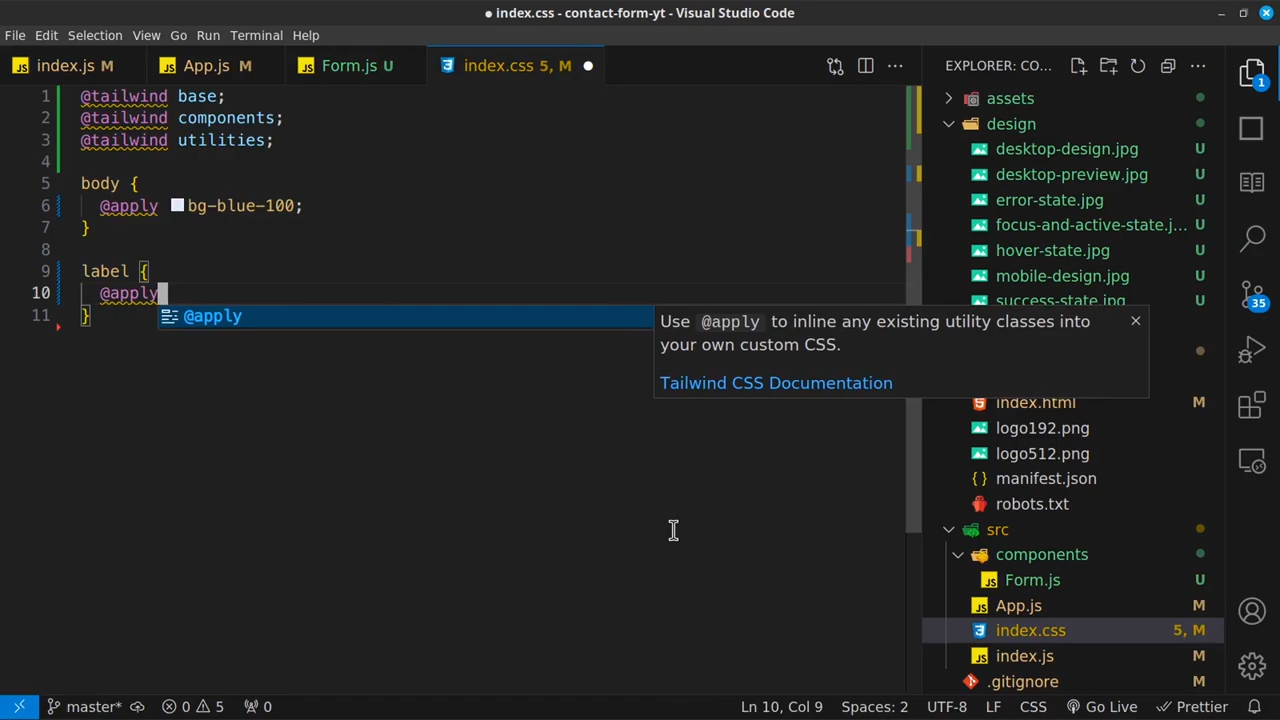 ● index.css - contact-form-yt - Visual Studio Code
File Edit Selection View Go Run Terminal Help
index.js M
App.js M
Form.js U
index.css 5, M
EXPLORER: CO...
1 @tailwind base;
2 @tailwind components;
3 @tailwind utilities;
4
5 body {
6 @apply bg-blue-100;
7 }
8
9 label {
10 @apply
11 }
@apply
Use @apply to inline any existing utility classes into
your own custom CSS.
Tailwind CSS Documentation
assets
design
desktop-design.jpg U
desktop-preview.jpg U
error-state.jpg U
focus-and-active-state.j... U
hover-state.jpg U
mobile-design.jpg U
success-state.jpg U
index.html M
logo192.png
logo512.png
manifest.json
robots.txt
src
components
Form.js U
App.js M
index.css 5, M
index.js M
.gitignore M
1
35
master* 0 5 0
Ln 10, Col 9 Spaces: 2 UTF-8 LF CSS Go Live Prettier